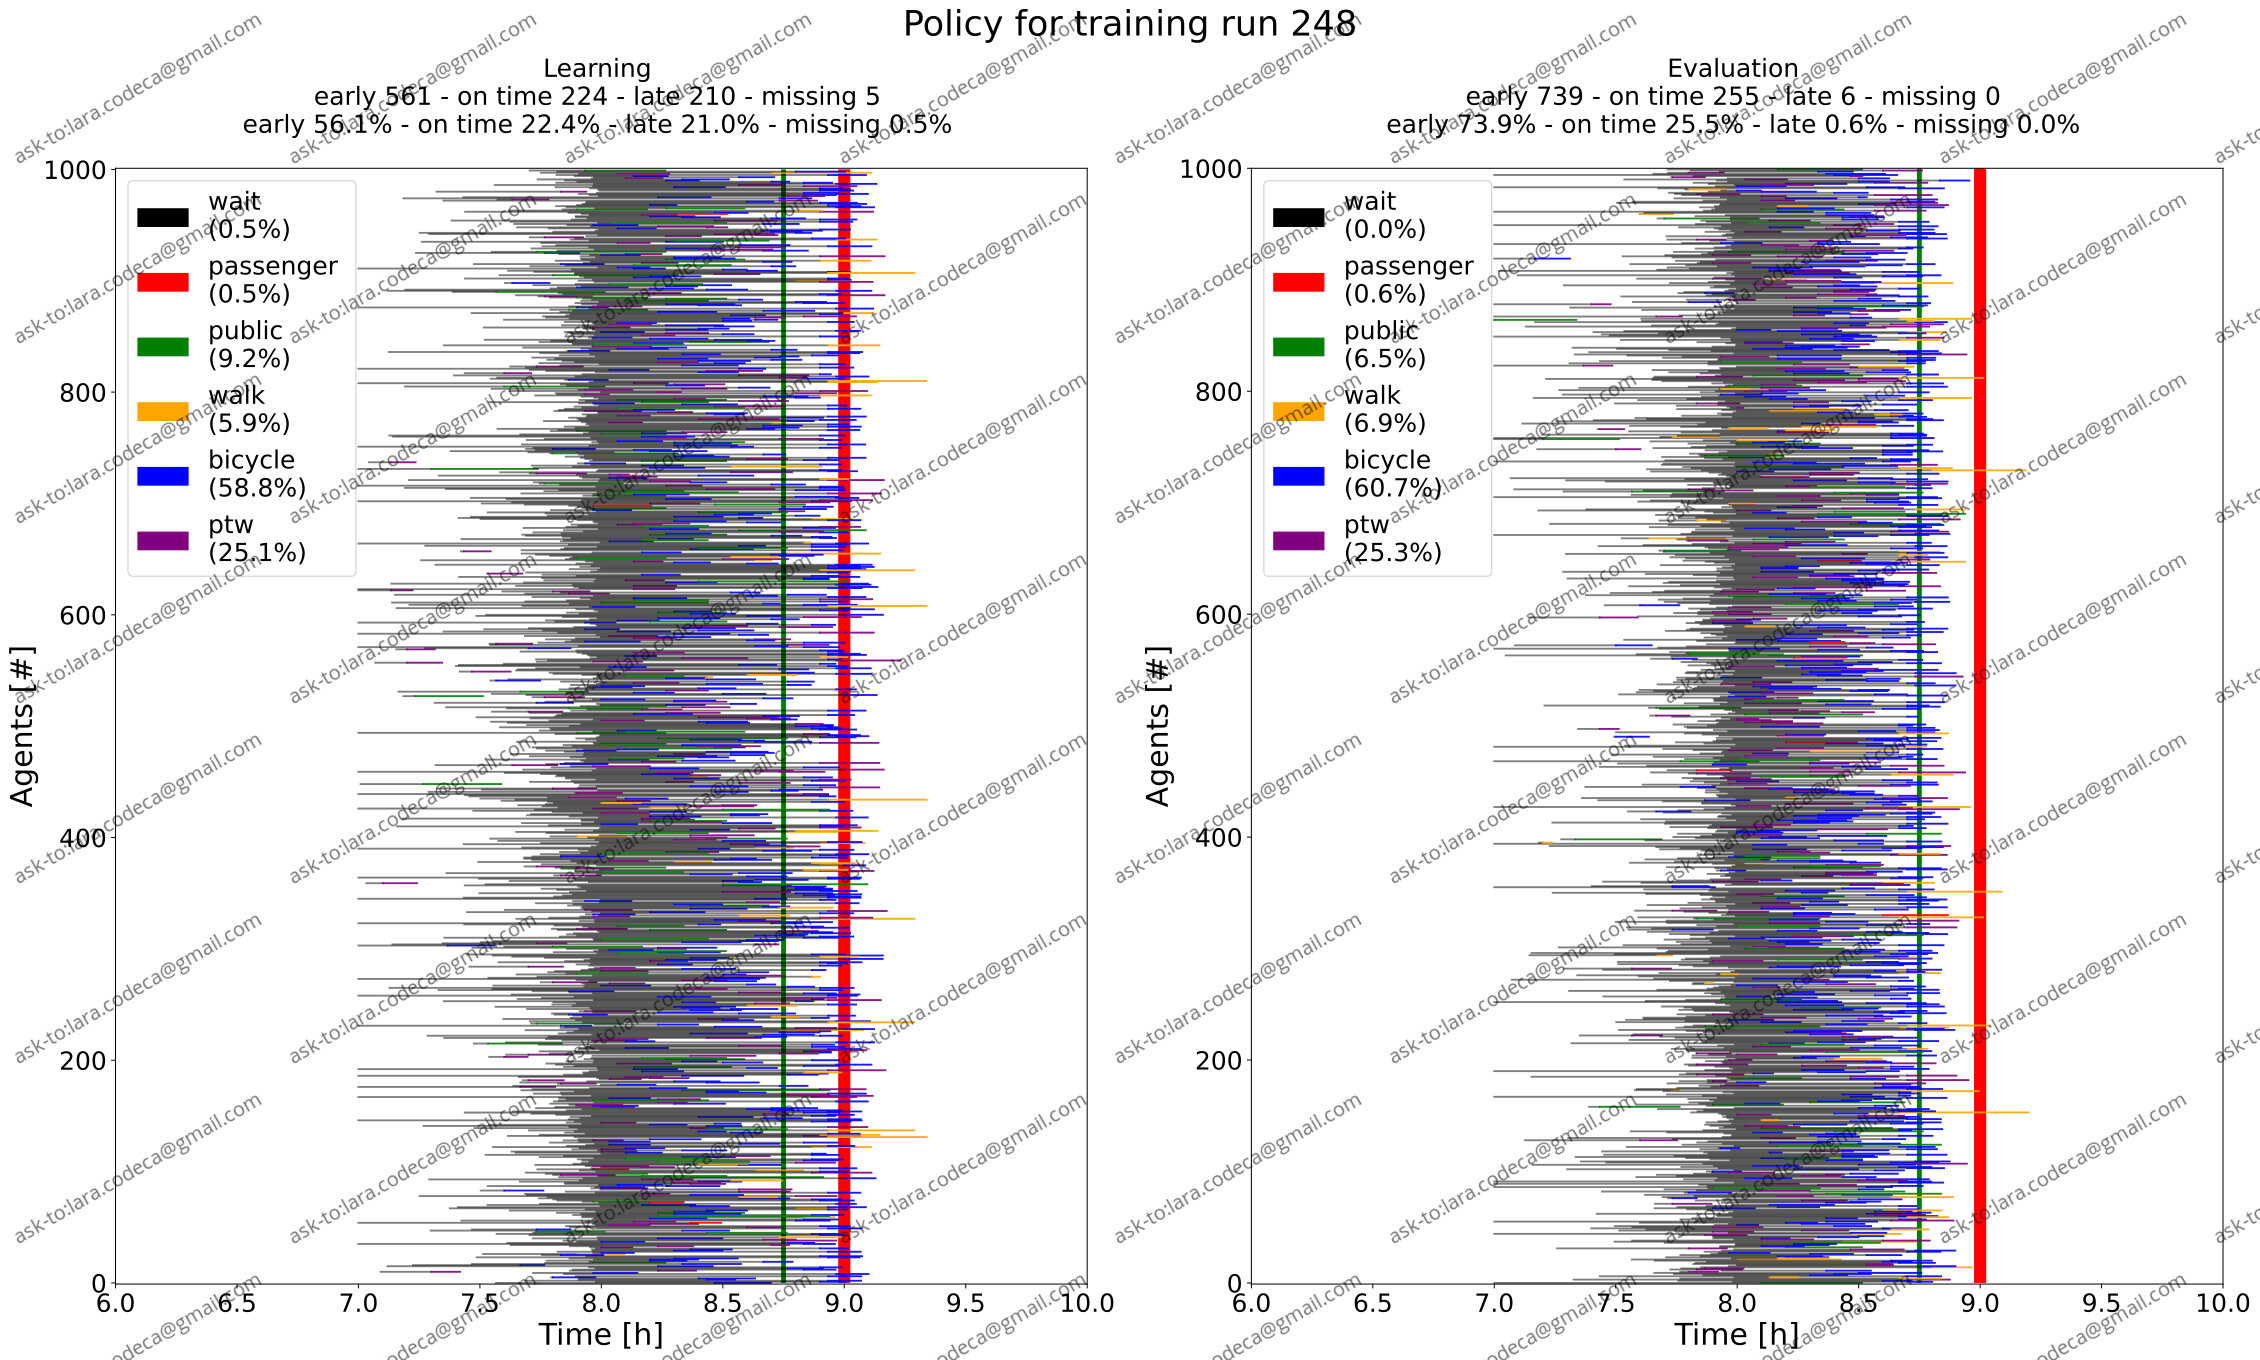 Policy for training run 248
Learning
early 561 - on time 224 - late 210 - missing 5
early 56.1% - on time 22.4% - late 21.0% - missing 0.5%
1000
800
600
400
200
0
Agents [#]
wait
(0.5%)
passenger
(0.5%)
public
(9.2%)
walk
(5.9%)
bicycle
(58.8%)
ptw
(25.1%)
6.0 6.5 7.0 7.5 8.0 8.5 9.0 9.5 10.0
Time [h]
Evaluation
early 739 - on time 255 - late 6 - missing 0
early 73.9% - on time 25.5% - late 0.6% - missing 0.0%
1000
800
600
400
200
0
Agents [#]
wait
(0.0%)
passenger
(0.6%)
public
(6.5%)
walk
(6.9%)
bicycle
(60.7%)
ptw
(25.3%)
6.0 6.5 7.0 7.5 8.0 8.5 9.0 9.5 10.0
Time [h]
ask-to:lara.codeca@gmail.com